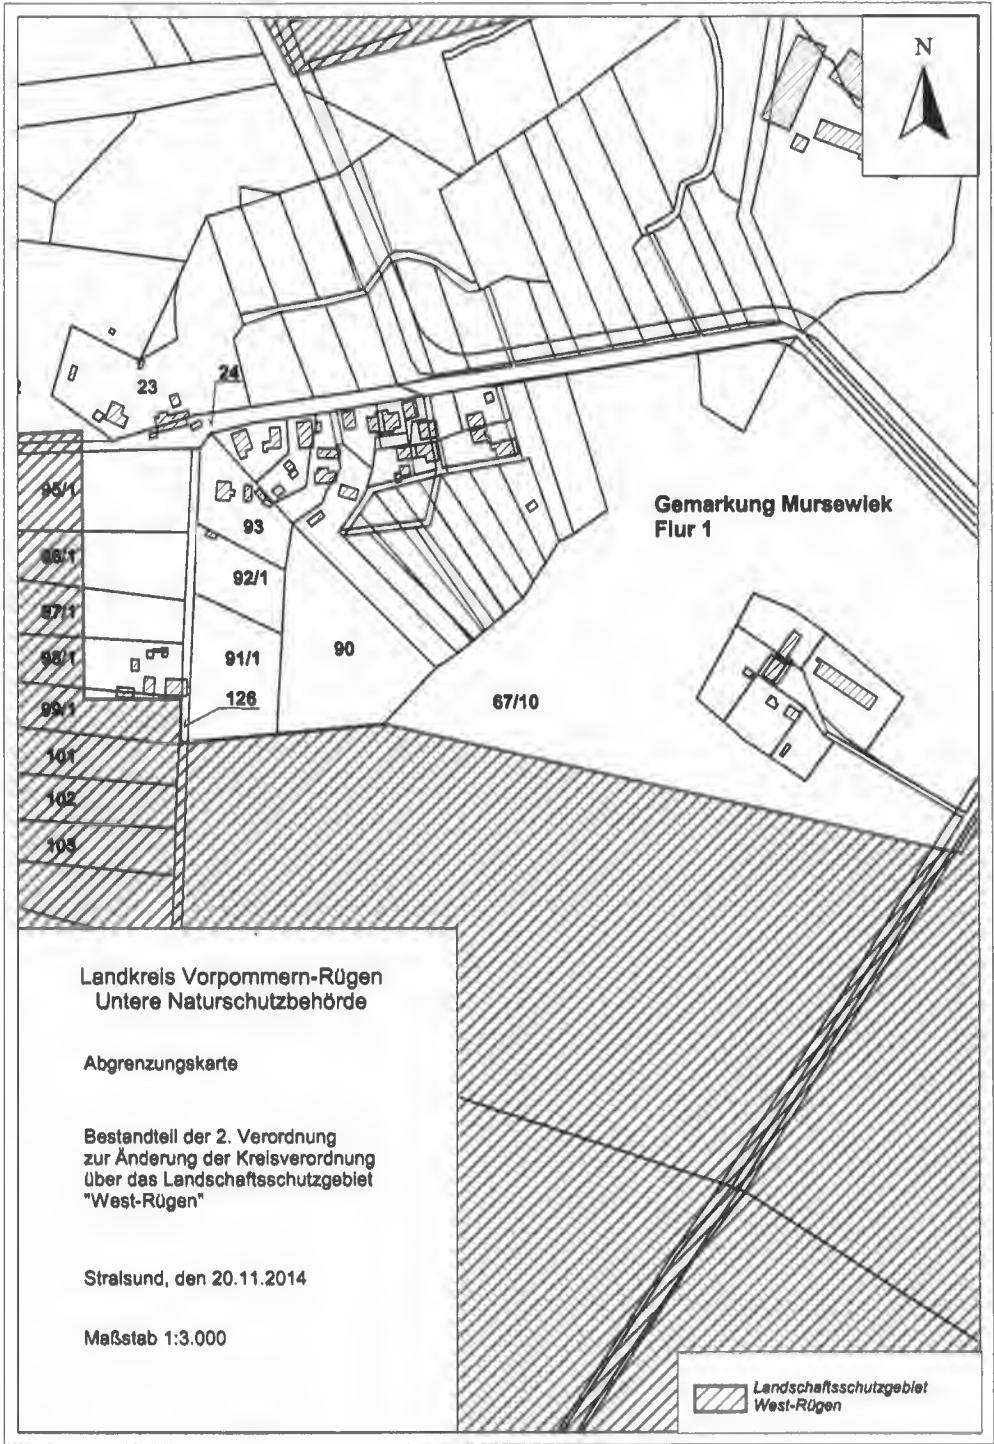 N
24
23
95/1
93
96/1
92/1
97/1
98/1
91/1
90
99/1
126
67/10
101
102
103
Gemarkung Mursewiek
Flur 1
Landkreis Vorpommern-Rügen
Untere Naturschutzbehörde
Abgrenzungskarte
Bestandteil der 2. Verordnung
zur Änderung der Kreisverordnung
über das Landschaftsschutzgebiet
"West-Rügen"
Stralsund, den 20.11.2014
Maßstab 1:3.000
Landschaftsschutzgebiet
West-Rügen